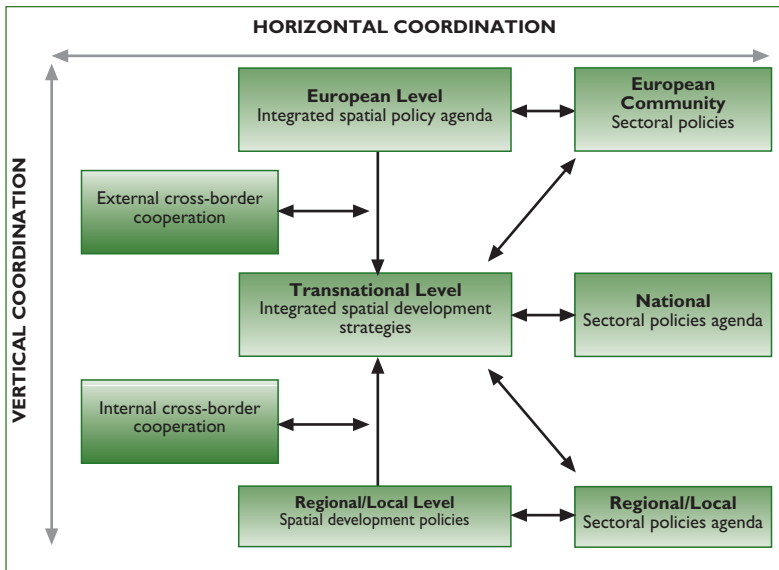 HORIZONTAL COORDINATION
VERTICAL COORDINATION
European Level
Integrated spatial policy agenda
European
Community
Sectoral policies
External cross-border
cooperation
Transnational Level
Integrated spatial development
strategies
National
Sectoral policies agenda
Internal cross-border
cooperation
Regional/Local Level
Spatial development policies
Regional/Local
Sectoral policies agenda